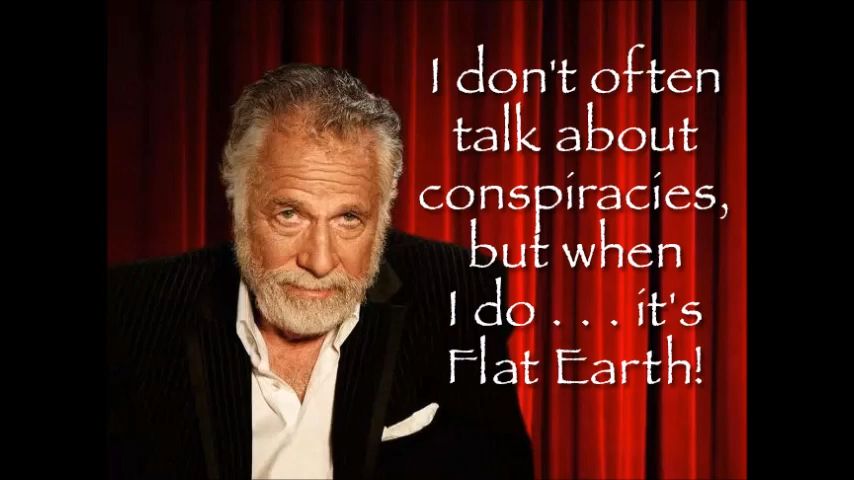 I don't often
talk about
conspiracies,
but when
I do . . . it's
Flat Earth!